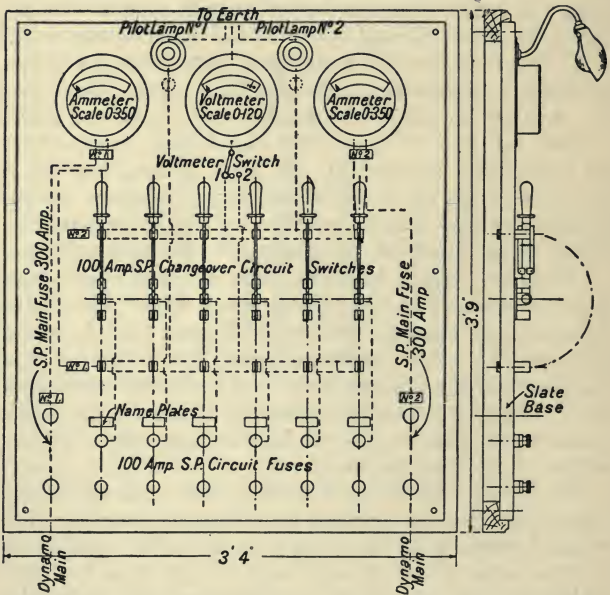 To Earth
Pilot Lamp Nº 1
Pilot Lamp Nº 2
Ammeter
Scale 0-350
Voltmeter
Scale 0-120
Ammeter
Scale 0-350
Nº 1
Voltmeter Switch
1 2
Nº 2
Nº 2
100 Amp. S.P. Changeover Circuit Switches
S.P. Main Fuse 300 Amp.
S.P. Main Fuse
300 Amp
3' 9"
Nº 1
Nº 1
Nº 2
Name Plates
Slate
Base
100 Amp. S.P. Circuit Fuses
3' 4"
Dynamo
Main
Dynamo
Main